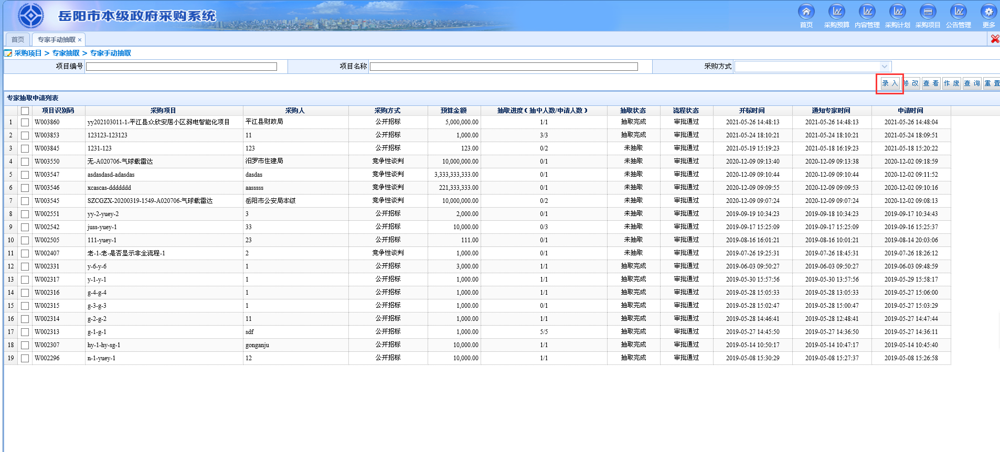 岳阳市本级政府采购系统
首页 采购预算 内容管理 采购计划 采购项目 公告管理 更多
首页 专家手动抽取 ×
采购项目 > 专家抽取 > 专家手动抽取
项目编号 项目名称 采购方式
录 入 修 改 查 看 作 废 查 询 重 置
专家抽取申请列表
项目识别码 采购项目 采购人 采购方式 预算金额 抽取进度(抽中人数/申请人数) 抽取状态 流程状态 开标时间 通知专家时间 申请时间
1 W003860 yy202103011-1-平江县众欣安居小区弱电智能化项目 平江县财政局 公开招标 5,000,000.00 1/1 抽取完成 审批通过 2021-05-26 14:48:13 2021-05-26 14:48:13 2021-05-26 14:48:04
2 W003853 123123-123123 11 公开招标 1,000.00 3/3 抽取完成 审批通过 2021-05-24 18:10:21 2021-05-24 18:10:21 2021-05-24 18:09:51
3 W003845 1231-123 123 公开招标 123.00 0/2 未抽取 审批通过 2021-05-19 15:19:23 2021-05-18 16:19:23 2021-05-18 15:20:22
4 W003550 无-A020706-气球载雷达 汨罗市住建局 竞争性谈判 10,000,000.00 0/1 未抽取 审批通过 2020-12-09 09:13:40 2020-12-09 09:13:38 2020-12-02 09:18:59
5 W003547 asdasdasd-adasdas dasdas 竞争性谈判 3,333,333,333.00 0/1 未抽取 审批通过 2020-12-09 09:10:44 2020-12-09 09:10:44 2020-12-02 09:11:52
6 W003546 xcascas-ddddddd aasssss 竞争性谈判 221,333,333.00 0/1 未抽取 审批通过 2020-12-09 09:09:55 2020-12-09 09:09:53 2020-12-02 09:10:16
7 W003545 SZCGZX-20200319-1549-A020706-气球载雷达 岳阳市公安局本级 竞争性谈判 10,000,000.00 0/2 未抽取 审批通过 2020-12-09 09:07:24 2020-12-09 09:07:24 2020-12-02 09:08:13
8 W002551 yy-2-yuey-2 3 公开招标 2,000.00 0/1 未抽取 审批通过 2019-09-19 10:34:23 2019-09-18 10:34:23 2019-09-17 10:34:43
9 W002542 juss-yuey-1 33 公开招标 10,000.00 0/3 未抽取 审批通过 2019-09-17 15:25:09 2019-09-17 15:25:09 2019-09-16 15:25:37
10 W002505 111-yuey-1 23 公开招标 111.00 0/1 未抽取 审批通过 2019-08-16 16:01:21 2019-08-16 10:01:21 2019-08-14 20:03:06
11 W002407 老-1-老-是否显示非全流程-1 2 竞争性谈判 1,000.00 0/1 未抽取 审批通过 2019-07-26 19:25:31 2019-07-26 18:45:31 2019-07-26 18:26:12
12 W002331 y-6-y-6 1 公开招标 3,000.00 1/1 抽取完成 审批通过 2019-06-03 09:50:27 2019-06-03 09:50:27 2019-06-03 09:48:59
13 W002317 y-1-y-1 1 公开招标 1,000.00 1/1 抽取完成 审批通过 2019-05-30 15:57:56 2019-05-30 13:57:56 2019-05-29 15:58:17
14 W002316 g-4-g-4 1 公开招标 1,000.00 1/1 抽取完成 审批通过 2019-05-28 15:05:33 2019-05-28 13:05:33 2019-05-27 15:06:00
15 W002315 g-3-g-3 1 公开招标 1,000.00 0/1 抽取完成 审批通过 2019-05-28 15:02:47 2019-05-28 15:00:47 2019-05-27 15:03:29
16 W002314 g-2-g-2 11 公开招标 1,000.00 1/1 抽取完成 审批通过 2019-05-28 14:46:41 2019-05-28 12:48:41 2019-05-27 14:47:44
17 W002313 g-1-g-1 sdf 公开招标 1,000.00 5/5 抽取完成 审批通过 2019-05-27 14:45:50 2019-05-27 14:36:50 2019-05-27 14:36:11
18 W002307 hy-1-hy-sg-1 gonganju 公开招标 10,000.00 1/1 抽取完成 审批通过 2019-05-14 10:50:17 2019-05-14 10:47:17 2019-05-14 10:45:40
19 W002296 n-1-yuey-1 12 公开招标 10,000.00 1/1 抽取完成 审批通过 2019-05-08 15:30:29 2019-05-08 15:27:37 2019-05-08 15:26:58